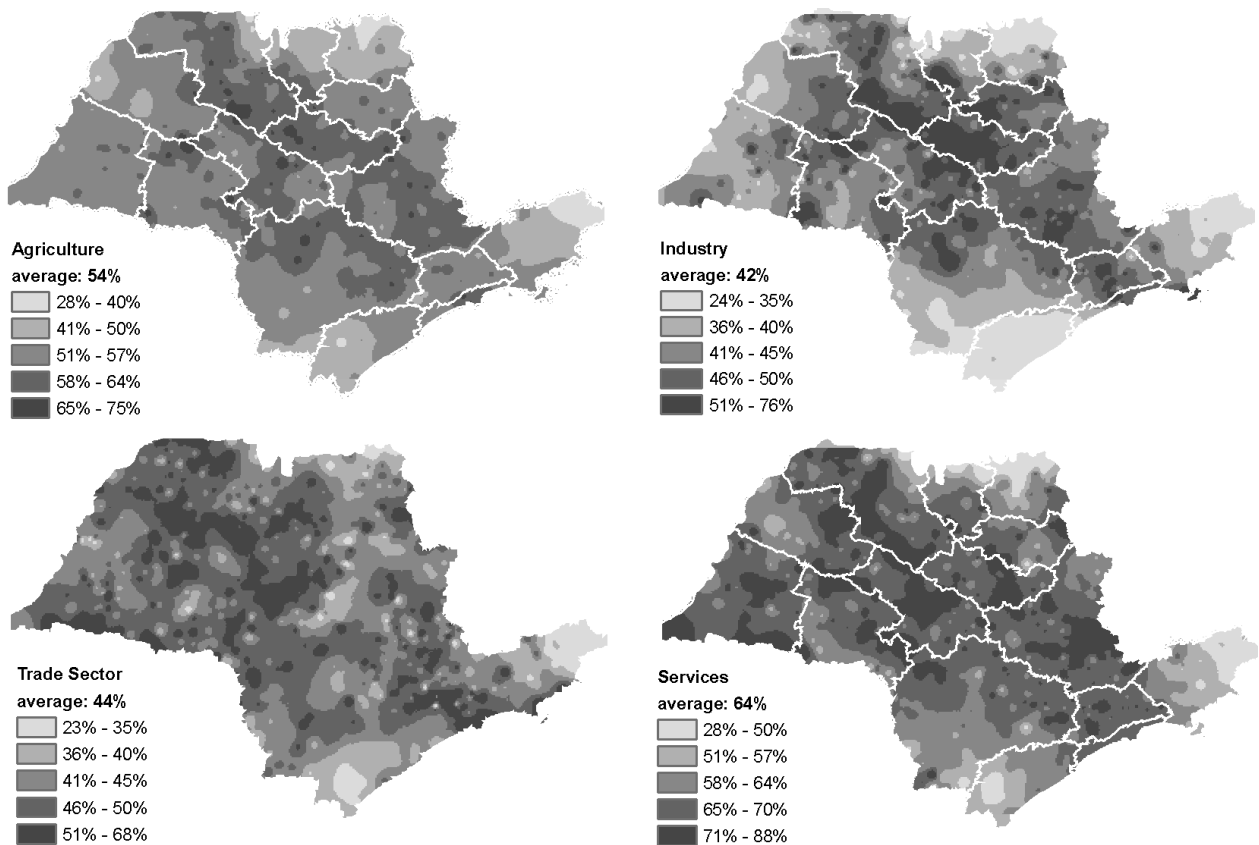 Agriculture
average: 54%
28% - 40%
41% - 50%
51% - 57%
58% - 64%
65% - 75%
Industry
average: 42%
24% - 35%
36% - 40%
41% - 45%
46% - 50%
51% - 76%
Trade Sector
average: 44%
23% - 35%
36% - 40%
41% - 45%
46% - 50%
51% - 68%
Services
average: 64%
28% - 50%
51% - 57%
58% - 64%
65% - 70%
71% - 88%